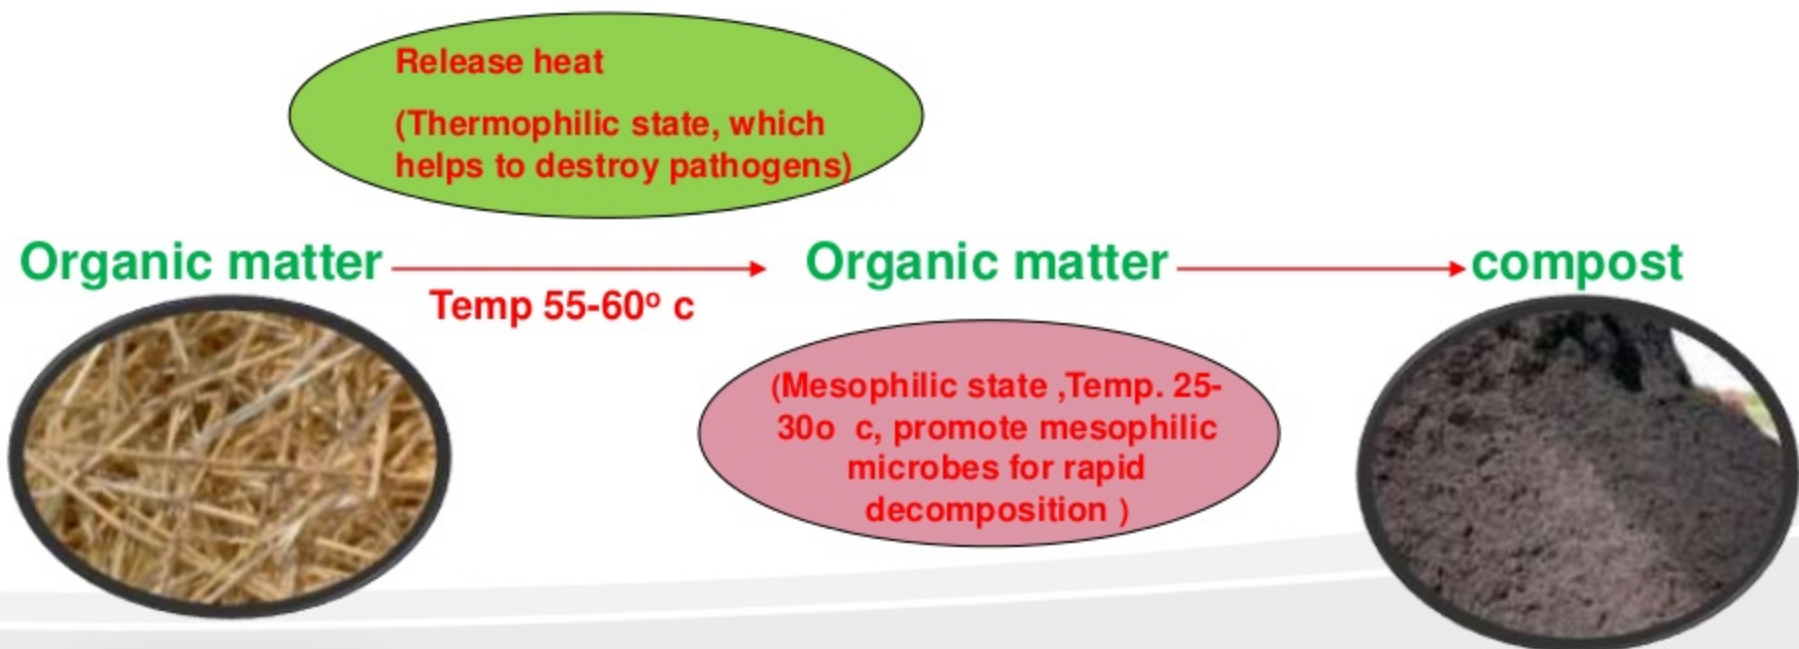 Release heat
(Thermophilic state, which
helps to destroy pathogens)
Organic matter
Temp 55-60º c
Organic matter
compost
(Mesophilic state ,Temp. 25-
30o  c, promote mesophilic
microbes for rapid
decomposition )